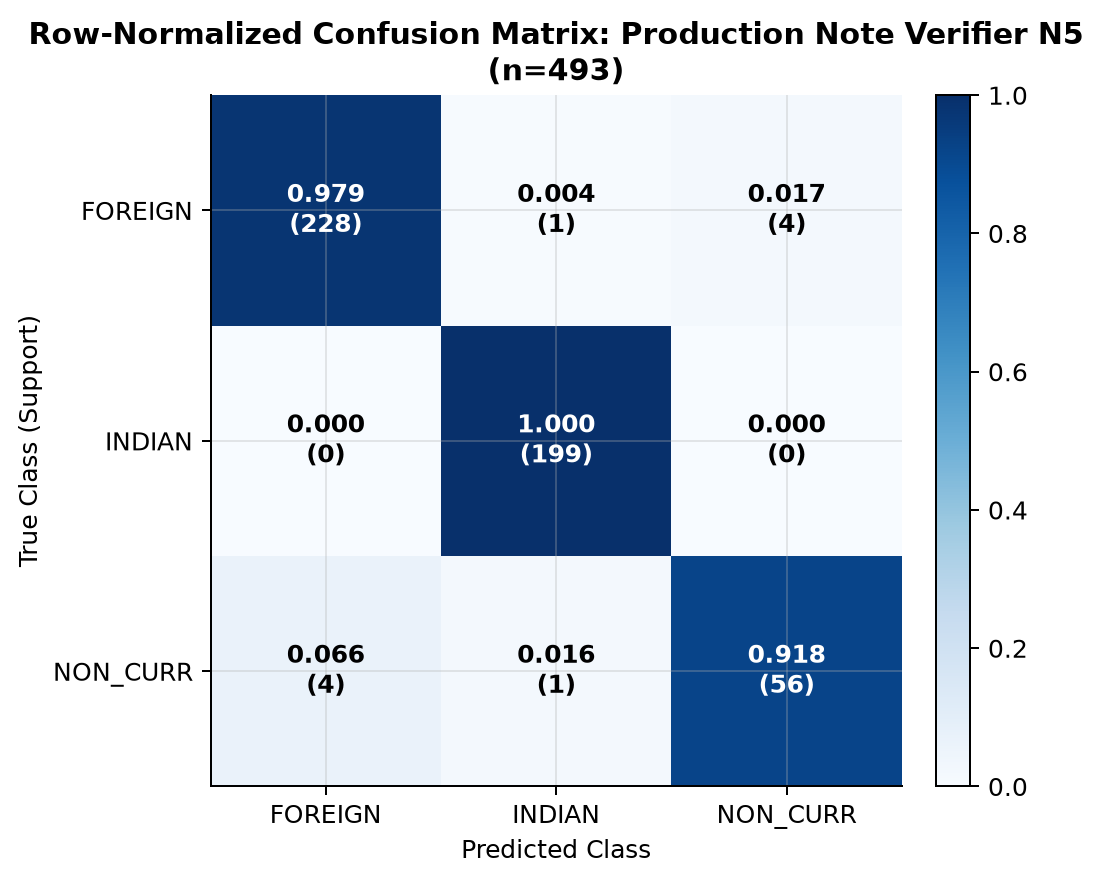 Row-Normalized Confusion Matrix: Production Note Verifier N5
(n=493)
True Class (Support)
FOREIGN
0.979
(228)
0.004
(1)
0.017
(4)
INDIAN
0.000
(0)
1.000
(199)
0.000
(0)
NON_CURR
0.066
(4)
0.016
(1)
0.918
(56)
FOREIGN
INDIAN
NON_CURR
Predicted Class
1.0
0.8
0.6
0.4
0.2
0.0